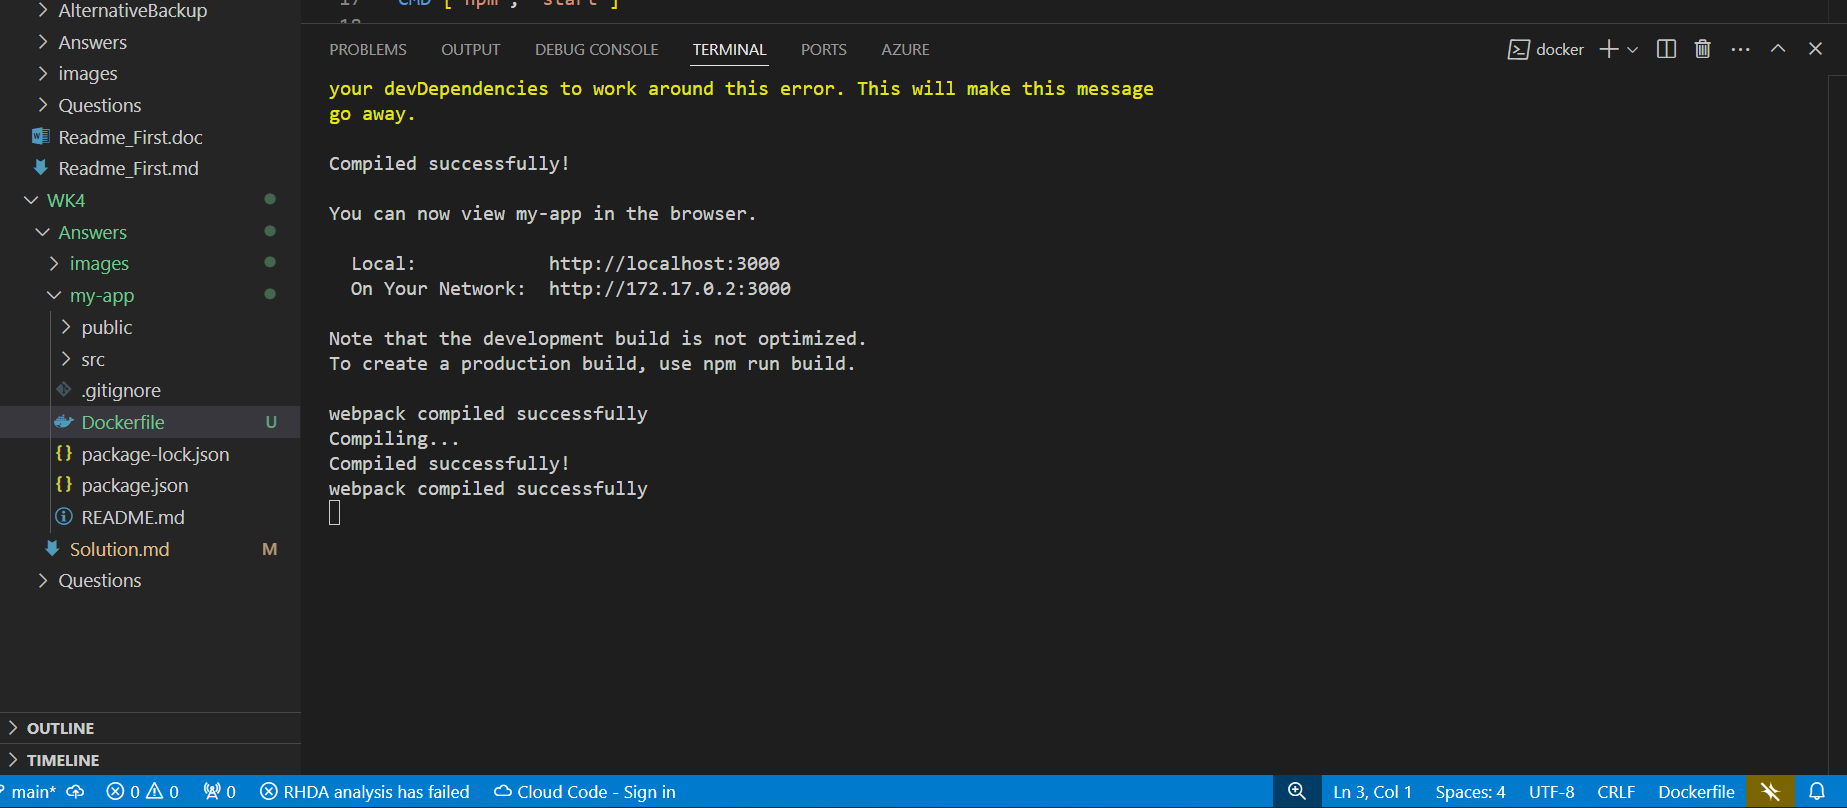 AlternativeBackup
Answers
images
Questions
Readme_First.doc
Readme_First.md
WK4
Answers
images
my-app
public
src
.gitignore
Dockerfile U
package-lock.json
package.json
README.md
Solution.md M
Questions
OUTLINE
TIMELINE
17 CMD ["npm", "start"]
18
PROBLEMS OUTPUT DEBUG CONSOLE TERMINAL PORTS AZURE docker
your devDependencies to work around this error. This will make this message
go away.
Compiled successfully!
You can now view my-app in the browser.
Local: http://localhost:3000
On Your Network: http://172.17.0.2:3000
Note that the development build is not optimized.
To create a production build, use npm run build.
webpack compiled successfully
Compiling...
Compiled successfully!
webpack compiled successfully
main* 0 0 0 RHDA analysis has failed Cloud Code - Sign in Ln 3, Col 1 Spaces: 4 UTF-8 CRLF Dockerfile